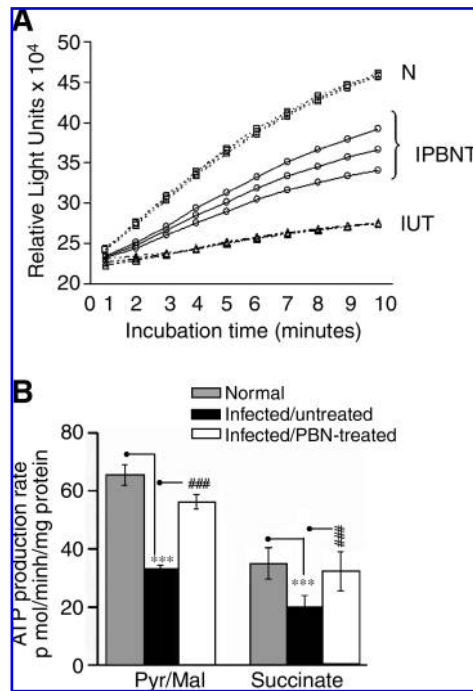 A
Relative Light Units x 10⁴
50
45
40
35
30
25
20
N
IPBNT
IUT
0 1 2 3 4 5 6 7 8 9 10
Incubation time (minutes)
B
Normal
Infected/untreated
Infected/PBN-treated
ATP production rate
p mol/minh/mg protein
80
60
40
20
0
***
###
***
###
Pyr/Mal Succinate